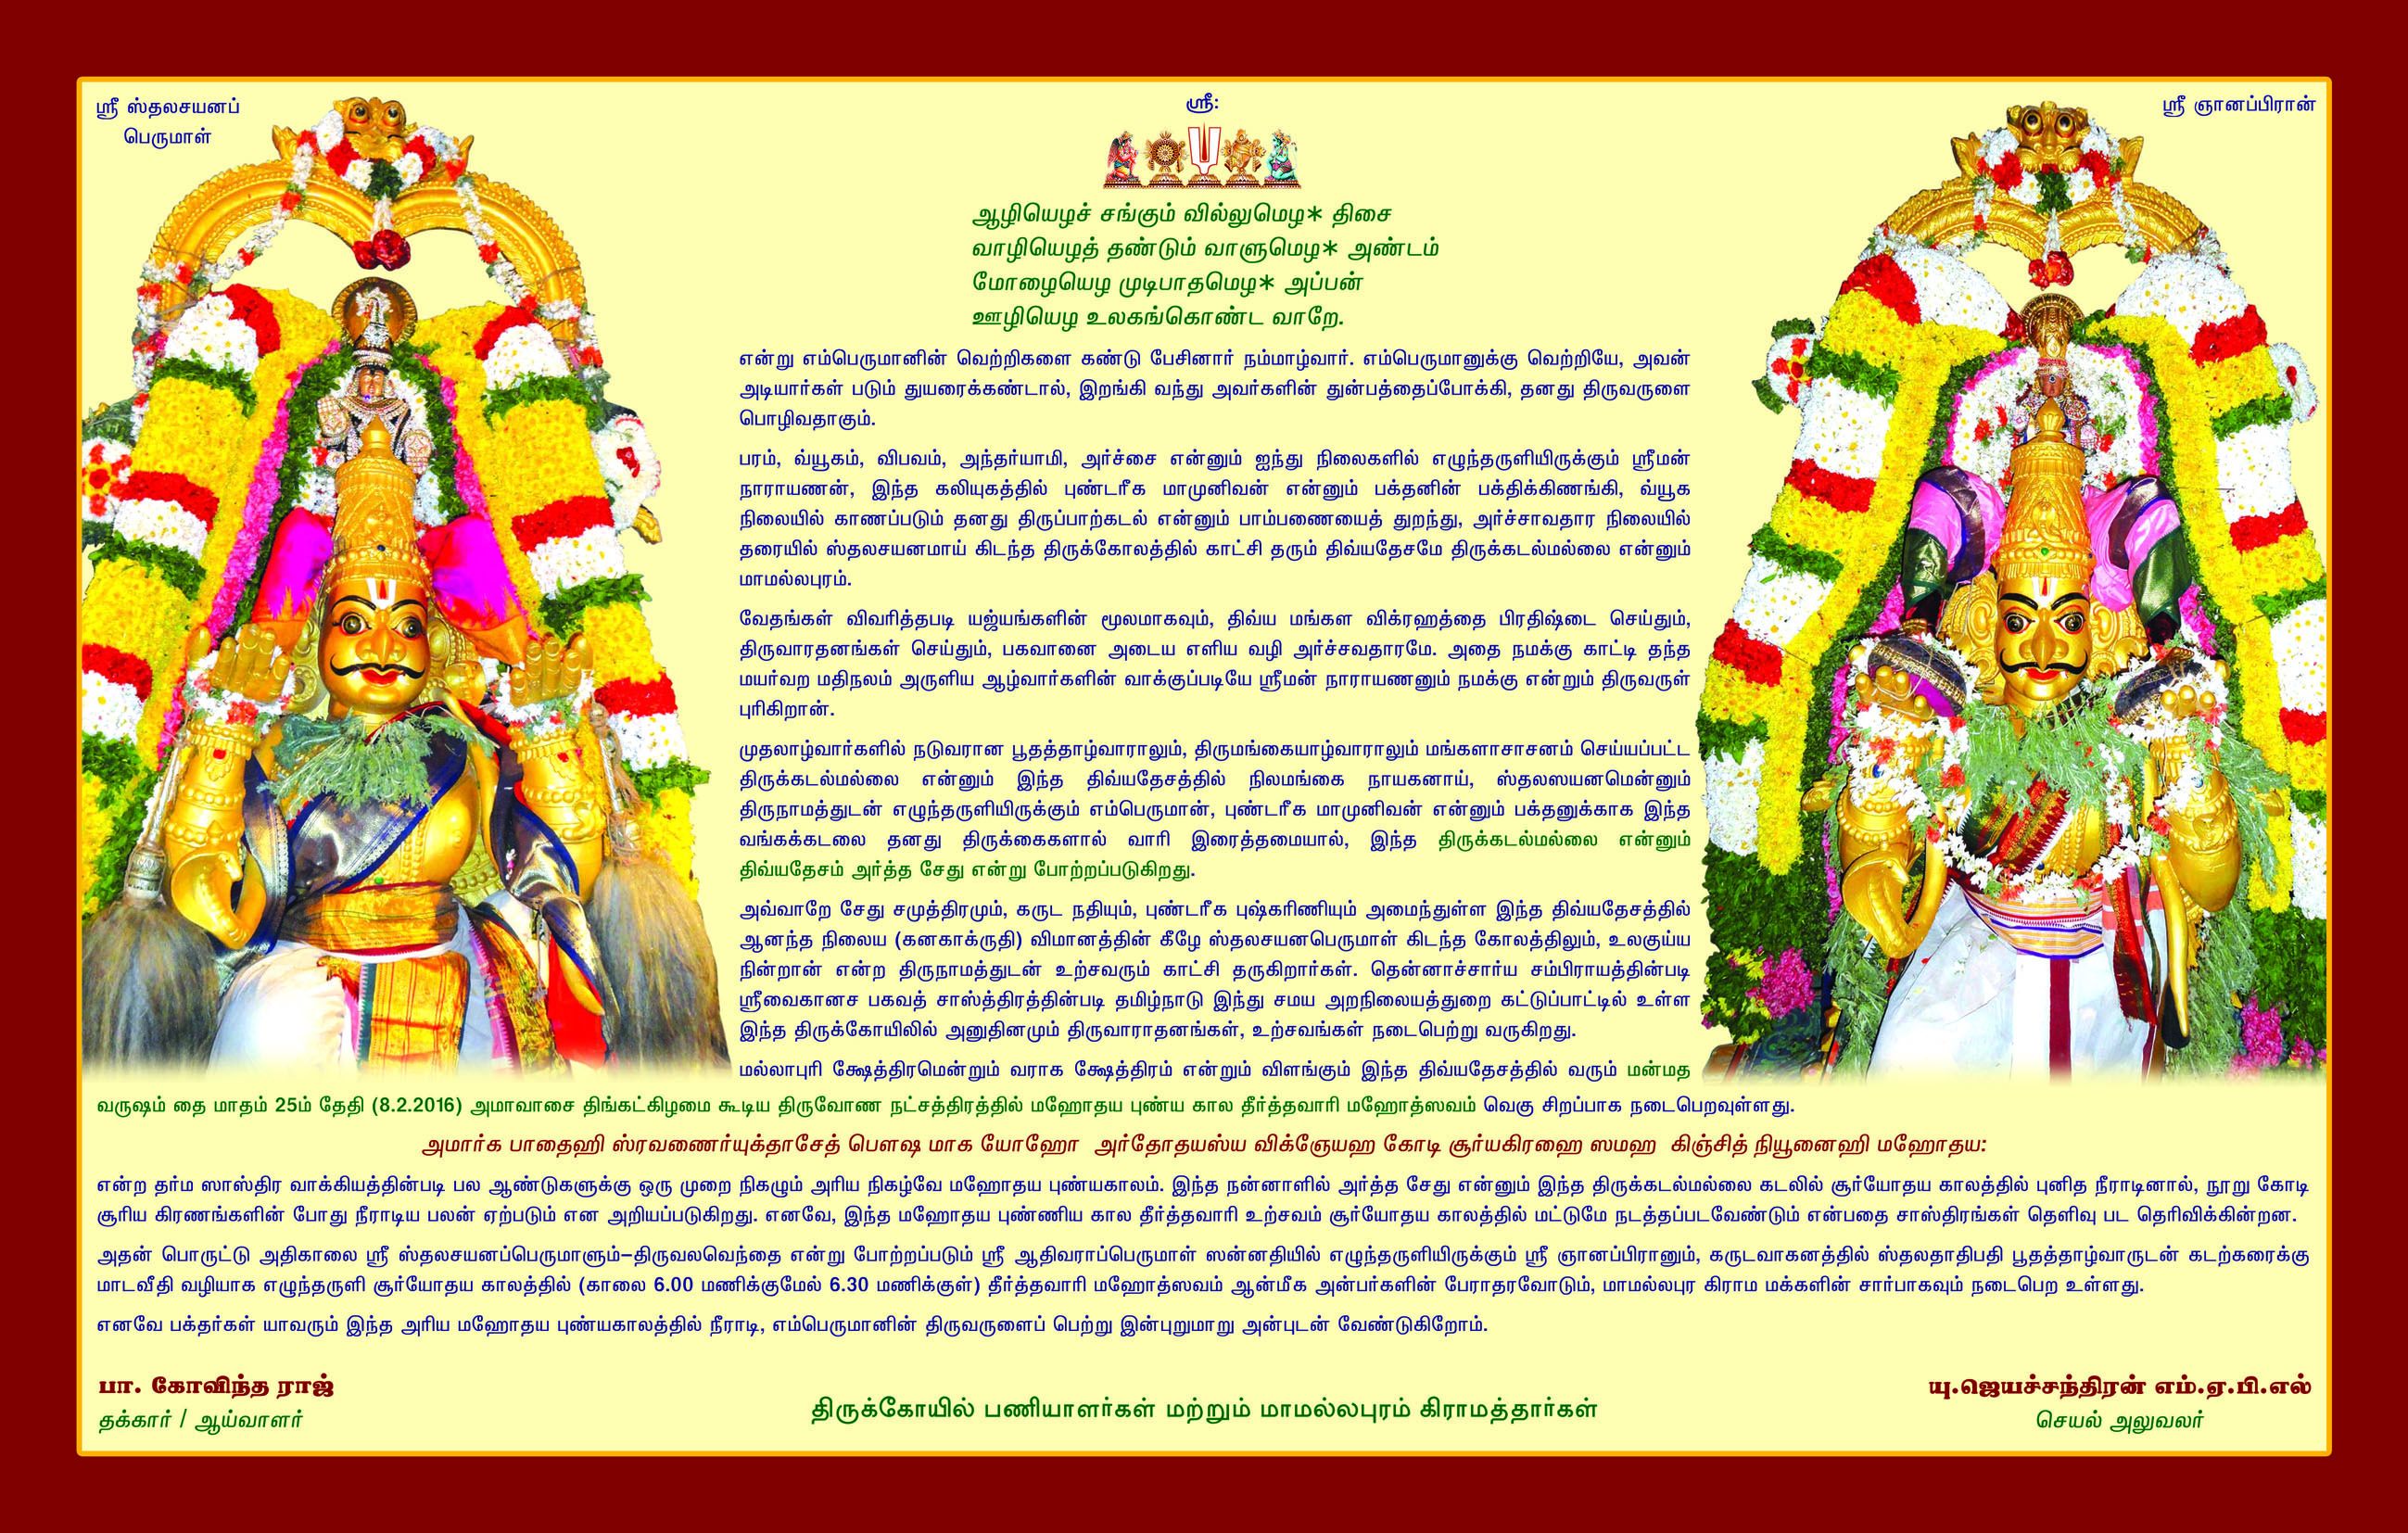 ஸ்ரீ ஸ்தலசயனப்
பெருமாள்
ஸ்ரீ:
ஸ்ரீ ஞானப்பிரான்
ஆழியெழச் சங்கும் வில்லுமெழ* திசை
வாழியெழத் தண்டும் வாளுமெழ* அண்டம்
மோழையெழ முடிபாதமெழ* அப்பன்
ஊழியெழ உலகங்கொண்ட வாறே.
என்று எம்பெருமானின் வெற்றிகளை கண்டு பேசினார் நம்மாழ்வார். எம்பெருமானுக்கு வெற்றியே, அவன்
அடியார்கள் படும் துயரைக்கண்டால், இறங்கி வந்து அவர்களின் துன்பத்தைப்போக்கி, தனது திருவருளை
பொழிவதாகும்.
பரம், வ்யூகம், விபவம், அந்தர்யாமி, அர்ச்சை என்னும் ஐந்து நிலைகளில் எழுந்தருளியிருக்கும் ஸ்ரீமன்
நாராயணன், இந்த கலியுகத்தில் புண்டரீக மாமுனிவன் என்னும் பக்தனின் பக்திக்கிணங்கி, வ்யூக
நிலையில் காணப்படும் தனது திருப்பாற்கடல் என்னும் பாம்பணையைத் துறந்து, அர்ச்சாவதார நிலையில்
தரையில் ஸ்தலசயனமாய் கிடந்த திருக்கோலத்தில் காட்சி தரும் திவ்யதேசமே திருக்கடல்மல்லை என்னும்
மாமல்லபுரம்.
வேதங்கள் விவரித்தபடி யஜ்யங்களின் மூலமாகவும், திவ்ய மங்கள விக்ரஹத்தை பிரதிஷ்டை செய்தும்,
திருவாரதனங்கள் செய்தும், பகவானை அடைய எளிய வழி அர்ச்சவதாரமே. அதை நமக்கு காட்டி தந்த
மயர்வற மதிநலம் அருளிய ஆழ்வார்களின் வாக்குப்படியே ஸ்ரீமன் நாராயணனும் நமக்கு என்றும் திருவருள்
புரிகிறான்.
முதலாழ்வார்களில் நடுவரான பூதத்தாழ்வாராலும், திருமங்கையாழ்வாராலும் மங்களாசாசனம் செய்யப்பட்ட
திருக்கடல்மல்லை என்னும் இந்த திவ்யதேசத்தில் நிலமங்கை நாயகனாய், ஸ்தலஸயனமென்னும்
திருநாமத்துடன் எழுந்தருளியிருக்கும் எம்பெருமான், புண்டரீக மாமுனிவன் என்னும் பக்தனுக்காக இந்த
வங்கக்கடலை தனது திருக்கைகளால் வாரி இரைத்தமையால், இந்த திருக்கடல்மல்லை என்னும்
திவ்யதேசம் அர்த்த சேது என்று போற்றப்படுகிறது.
அவ்வாறே சேது சமுத்திரமும், கருட நதியும், புண்டரீக புஷ்கரிணியும் அமைந்துள்ள இந்த திவ்யதேசத்தில்
ஆனந்த நிலைய (கனகாக்ருதி) விமானத்தின் கீழே ஸ்தலசயனபெருமாள் கிடந்த கோலத்திலும், உலகுய்ய
நின்றான் என்ற திருநாமத்துடன் உற்சவரும் காட்சி தருகிறார்கள். தென்னாச்சார்ய சம்பிராயத்தின்படி
ஸ்ரீவைகானச பகவத் சாஸ்த்திரத்தின்படி தமிழ்நாடு இந்து சமய அறநிலையத்துறை கட்டுப்பாட்டில் உள்ள
இந்த திருக்கோயிலில் அனுதினமும் திருவாராதனங்கள், உற்சவங்கள் நடைபெற்று வருகிறது.
மல்லாபுரி க்ஷேத்திரமென்றும் வராக க்ஷேத்திரம் என்றும் விளங்கும் இந்த திவ்யதேசத்தில் வரும் மன்மத
வருஷம் தை மாதம் 25ம் தேதி (8.2.2016) அமாவாசை திங்கட்கிழமை கூடிய திருவோண நட்சத்திரத்தில் மஹோதய புண்ய கால தீர்த்தவாரி மஹோத்ஸவம் வெகு சிறப்பாக நடைபெறவுள்ளது.
அமார்க பாதைஹி ஸ்ரவணைர்யுக்தாசேத் பௌஷ மாக யோஹோ அர்தோதயஸ்ய விக்ஞேயஹ கோடி சூர்யகிரஹை ஸமஹ கிஞ்சித் நியூனைஹி மஹோதய:
என்ற தர்ம ஸாஸ்திர வாக்கியத்தின்படி பல ஆண்டுகளுக்கு ஒரு முறை நிகழும் அரிய நிகழ்வே மஹோதய புண்யகாலம். இந்த நன்னாளில் அர்த்த சேது என்னும் இந்த திருக்கடல்மல்லை கடலில் சூர்யோதய காலத்தில் புனித நீராடினால், நூறு கோடி
சூரிய கிரணங்களின் போது நீராடிய பலன் ஏற்படும் என அறியப்படுகிறது. எனவே, இந்த மஹோதய புண்ணிய கால தீர்த்தவாரி உற்சவம் சூர்யோதய காலத்தில் மட்டுமே நடத்தப்படவேண்டும் என்பதை சாஸ்திரங்கள் தெளிவு பட தெரிவிக்கின்றன.
அதன் பொருட்டு அதிகாலை ஸ்ரீ ஸ்தலசயனப்பெருமாளும்–திருவலவெந்தை என்று போற்றப்படும் ஸ்ரீ ஆதிவராப்பெருமாள் ஸன்னதியில் எழுந்தருளியிருக்கும் ஸ்ரீ ஞானப்பிரானும், கருடவாகனத்தில் ஸ்தலதாதிபதி பூதத்தாழ்வாருடன் கடற்கரைக்கு
மாடவீதி வழியாக எழுந்தருளி சூர்யோதய காலத்தில் (காலை 6.00 மணிக்குமேல் 6.30 மணிக்குள்) தீர்த்தவாரி மஹோத்ஸவம் ஆன்மீக அன்பர்களின் பேராதரவோடும், மாமல்லபுர கிராம மக்களின் சார்பாகவும் நடைபெற உள்ளது.
எனவே பக்தர்கள் யாவரும் இந்த அரிய மஹோதய புண்யகாலத்தில் நீராடி, எம்பெருமானின் திருவருளைப் பெற்று இன்புறுமாறு அன்புடன் வேண்டுகிறோம்.
பா. கோவிந்த ராஜ்
தக்கார் / ஆய்வாளர்
திருக்கோயில் பணியாளர்கள் மற்றும் மாமல்லபுரம் கிராமத்தார்கள்
யு.ஜெயச்சந்திரன் எம்.ஏ.பி.எல்
செயல் அலுவலர்